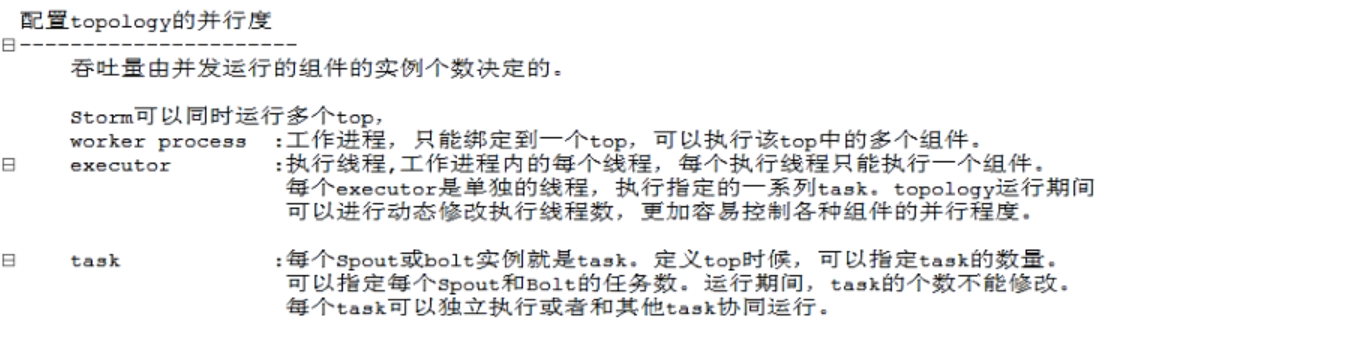 配置topology的并行度
----------------------
吞吐量由并发运行的组件的实例个数决定的。
Storm可以同时运行多个top,
worker process :工作进程，只能绑定到一个top，可以执行该top中的多个组件。
executor :执行线程,工作进程内的每个线程，每个执行线程只能执行一个组件。
每个executor是单独的线程，执行指定的一系列task。topology运行期间
可以进行动态修改执行线程数，更加容易控制各种组件的并行程度。
task :每个Spout或bolt实例就是task。定义top时候，可以指定task的数量。
可以指定每个Spout和Bolt的任务数。运行期间，task的个数不能修改。
每个task可以独立执行或者和其他task协同运行。